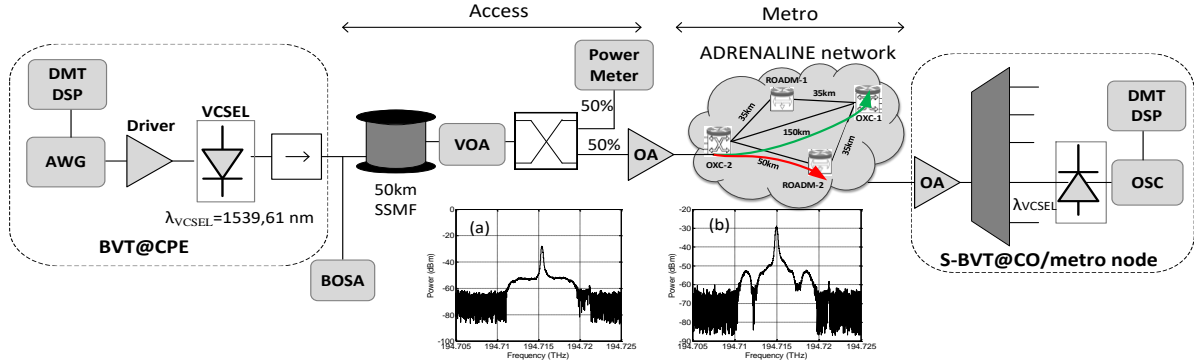 Access
Metro
DMT
DSP
Driver
VCSEL
AWG
λVCSEL=1539,61 nm
BVT@CPE
BOSA
50km
SSMF
VOA
Power
Meter
50%
50%
OA
ADRENALINE network
ROADM-1
35km
35km
OXC-1
150km
OXC-2
50km
35km
ROADM-2
OA
λVCSEL
DMT
DSP
OSC
S-BVT@CO/metro node
(a)
0
-20
-40
-60
-80
-100
Power (dBm)
194.705
194.71
194.715
194.72
194.725
Frequency (THz)
(b)
-20
-30
-40
-50
-60
-70
-80
-90
Power (dBm)
194.705
194.71
194.715
194.72
194.725
Frequency (THz)